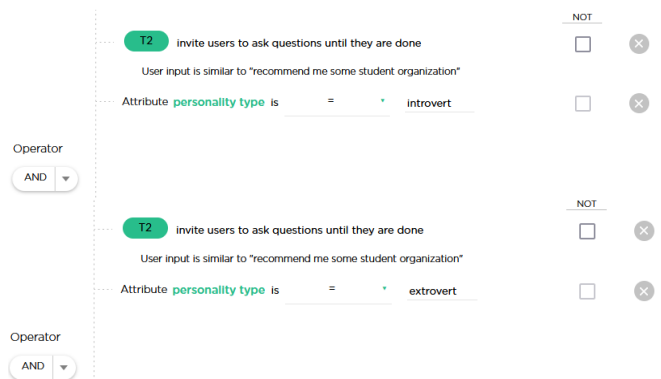 NOT
T2 invite users to ask questions until they are done
User input is similar to "recommend me some student organization"
Attribute personality type is = introvert
Operator
AND
NOT
T2 invite users to ask questions until they are done
User input is similar to "recommend me some student organization"
Attribute personality type is = extrovert
Operator
AND